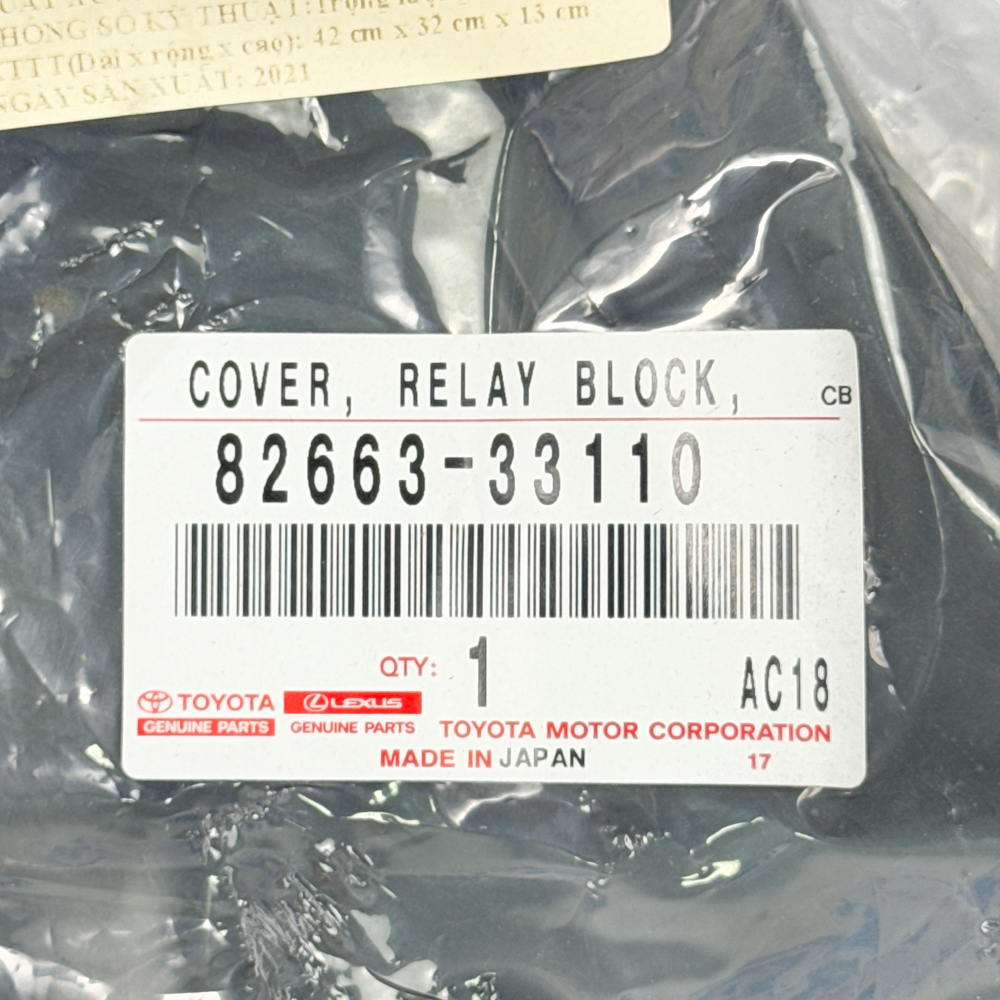 HÔNG SỐ KỸ THUẬT: Trọng lượng
TTT(Dài x rộng x cao): 42 cm x 32 cm x 13 cm
NGÀY SẢN XUẤT: 2021
COVER, RELAY BLOCK,
CB
82663-33110
QTY: 1
AC18
TOYOTA
GENUINE PARTS
LEXUS
GENUINE PARTS
TOYOTA MOTOR CORPORATION
MADE IN JAPAN
17